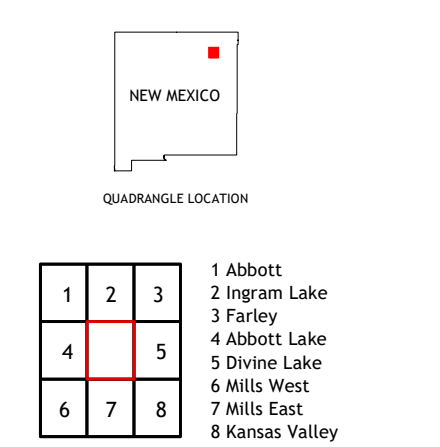 NEW MEXICO
QUADRANGLE LOCATION
1 2 3
4 5
6 7 8
1 Abbott
2 Ingram Lake
3 Farley
4 Abbott Lake
5 Divine Lake
6 Mills West
7 Mills East
8 Kansas Valley